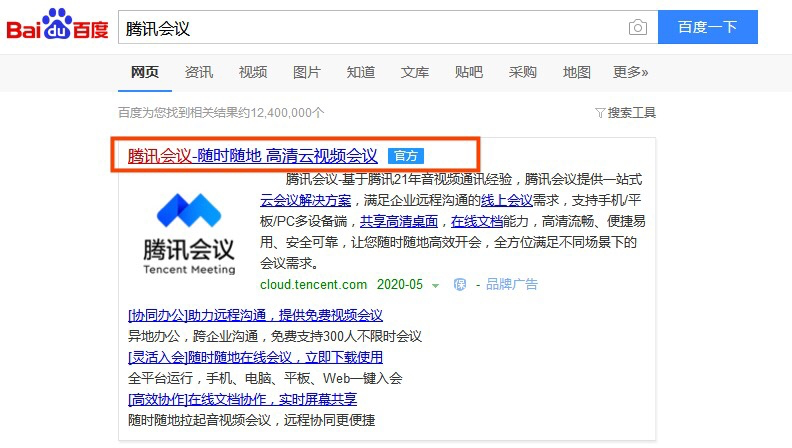 Bai du 百度 腾讯会议 百度一下
网页 资讯 视频 图片 知道 文库 贴吧 采购 地图 更多»
百度为您找到相关结果约12,400,000个 搜索工具
腾讯会议-随时随地 高清云视频会议 官方
腾讯会议-基于腾讯21年音视频通讯经验，腾讯会议提供一站式
云会议解决方案，满足企业远程沟通的线上会议需求，支持手机/平
板/PC多设备端，共享高清桌面，在线文档能力，高清流畅、便捷易
用、安全可靠，让您随时随地高效开会，全方位满足不同场景下的
会议需求。
腾讯会议
Tencent Meeting
cloud.tencent.com 2020-05 保 - 品牌广告
[协同办公]助力远程沟通，提供免费视频会议
异地办公，跨企业沟通，免费支持300人不限时会议
[灵活入会]随时随地在线会议，立即下载使用
全平台运行，手机、电脑、平板、Web一键入会
[高效协作]在线文档协作，实时屏幕共享
随时随地拉起音视频会议，远程协同更便捷